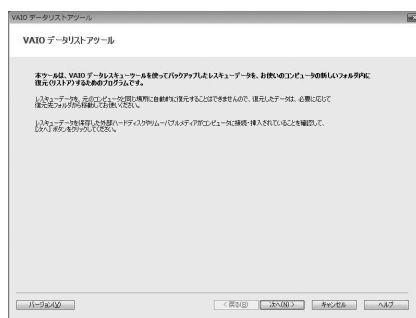 VAIO データリストアツール
VAIO データリストアツール
本ツールは、VAIO データレスキューツールを使ってバックアップしたレスキューデータを、お使いのコンピュータの新しいフォルダ内に
復元(リストア)するためのプログラムです。
レスキューデータを、元のコンピュータと同じ場所に自動的に復元することはできませんので、復元したデータは、必要に応じて
復元先フォルダから移動してお使いください。
レスキューデータを保存した外部ハードディスクやリムーバブルメディアがコンピュータに接続・挿入されていることを確認して、
[次へ] ボタンをクリックしてください。
バージョン(V)
< 戻る(B)
次へ(N) >
キャンセル
ヘルプ